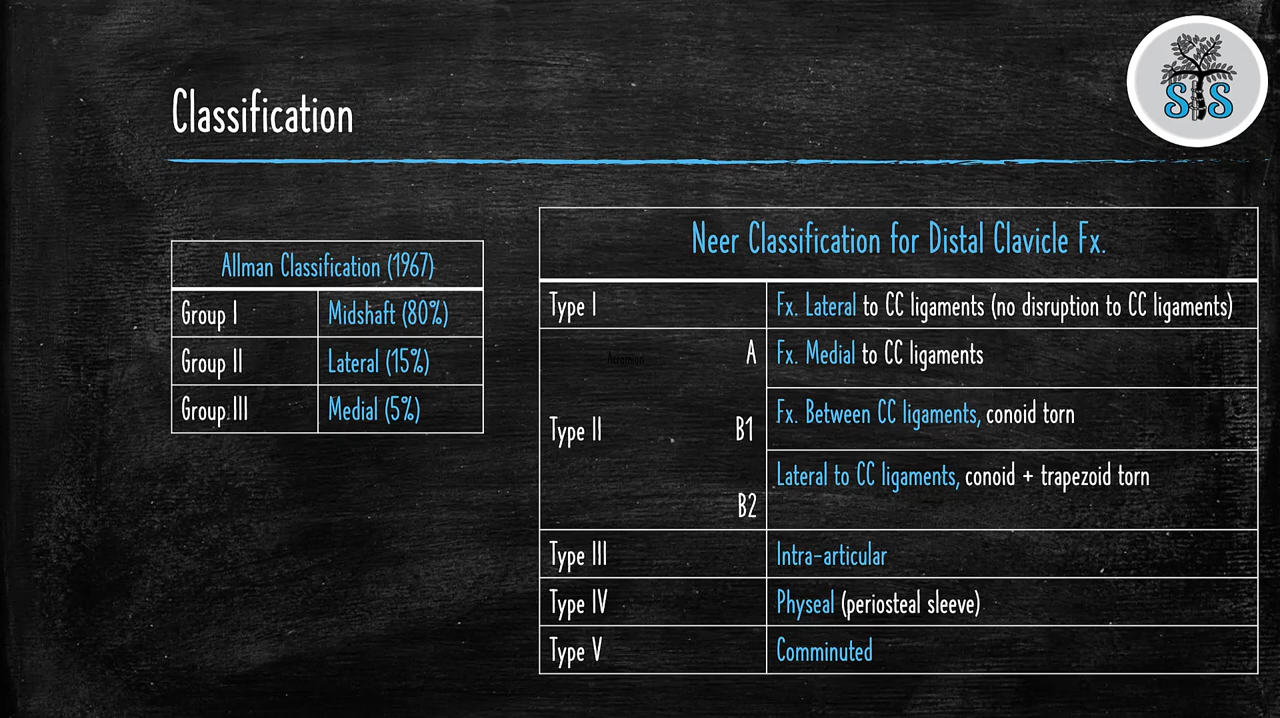 Classification
SIS
Allman Classification (1967)
Group I Midshaft (80%)
Group II Lateral (15%)
Group III Medial (5%)
Neer Classification for Distal Clavicle Fx.
Type I Fx. Lateral to CC ligaments (no disruption to CC ligaments)
Acromion
A Fx. Medial to CC ligaments
Type II B1 Fx. Between CC ligaments, conoid torn
B2 Lateral to CC ligaments, conoid + trapezoid torn
Type III Intra-articular
Type IV Physeal (periosteal sleeve)
Type V Comminuted